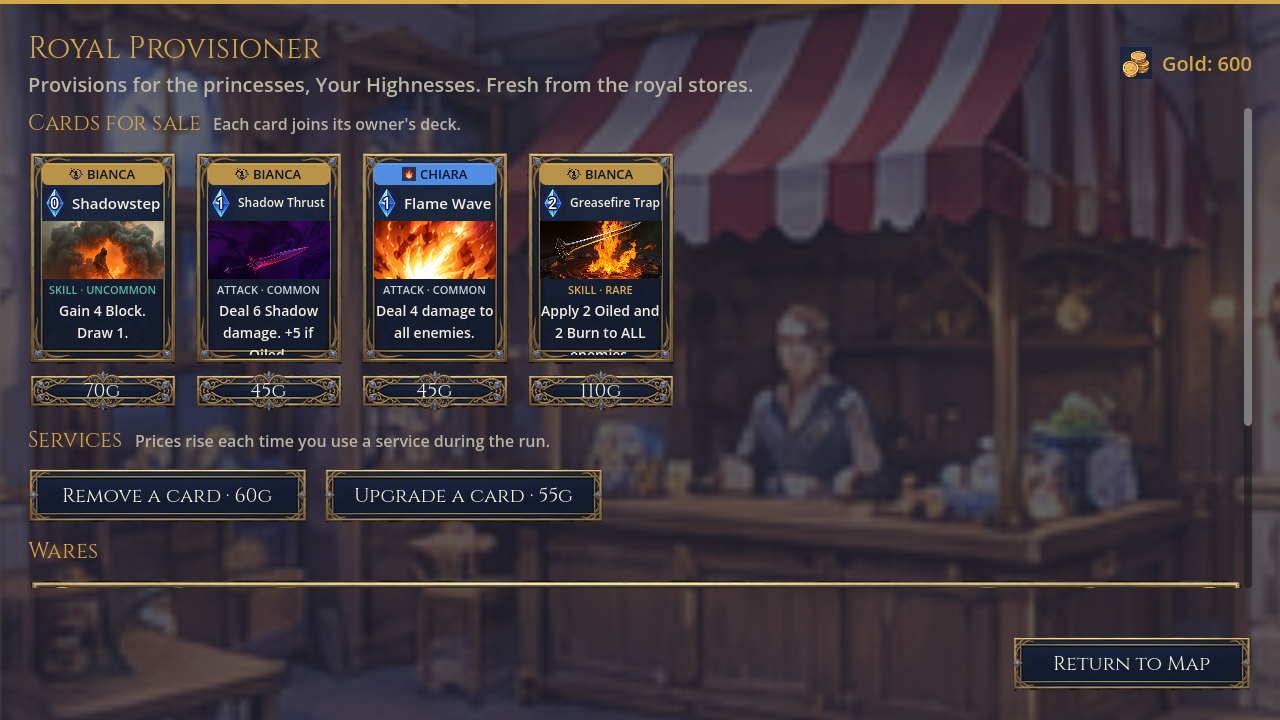 Royal Provisioner
Gold: 600
Provisions for the princesses, Your Highnesses. Fresh from the royal stores.
Cards for sale Each card joins its owner's deck.
BIANCA
0 Shadowstep
SKILL · UNCOMMON
Gain 4 Block.
Draw 1.
70g
BIANCA
1 Shadow Thrust
ATTACK · COMMON
Deal 6 Shadow
damage. +5 if
Oiled
45g
CHIARA
1 Flame Wave
ATTACK · COMMON
Deal 4 damage to
all enemies.
45g
BIANCA
2 Greasefire Trap
SKILL · RARE
Apply 2 Oiled and
2 Burn to ALL
enemies
110g
Services Prices rise each time you use a service during the run.
Remove a card · 60g
Upgrade a card · 55g
Wares
Return to Map